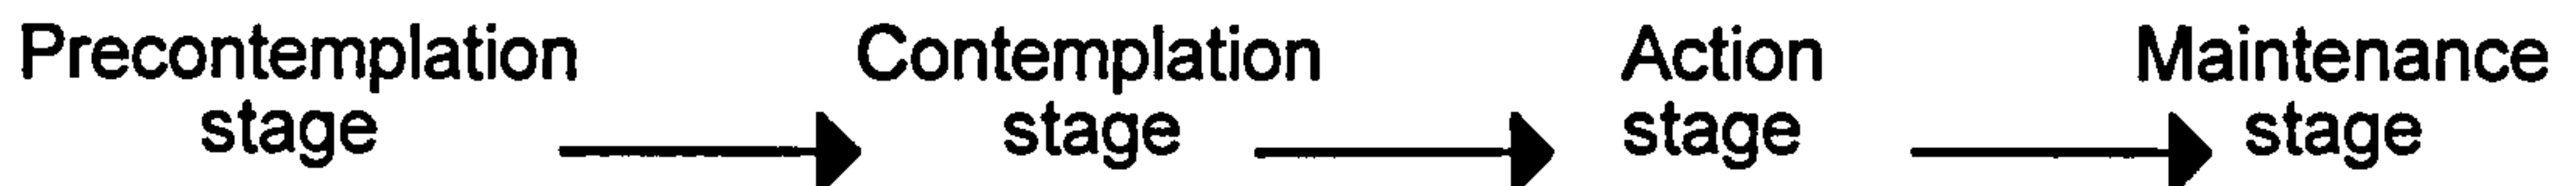 Precontemplation stage
Contemplation stage
Action stage
Maintenance stage